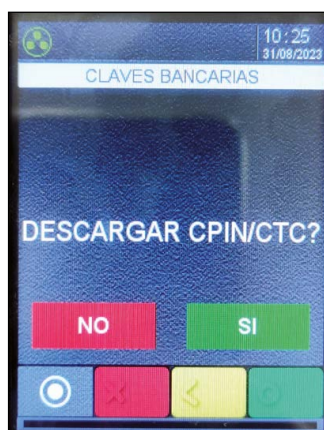 10:25
31/08/2023
CLAVES BANCARIAS
DESCARGAR CPIN/CTC?
NO
SI